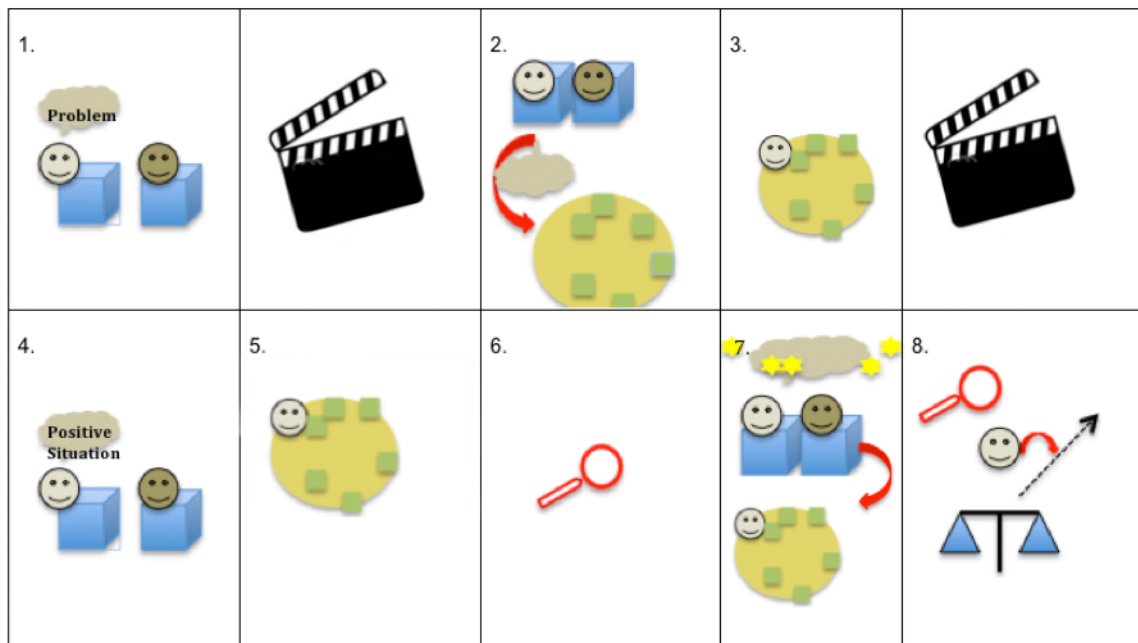 1.
Problem
2.
3.
4.
Positive
Situation
5.
6.
7.
8.